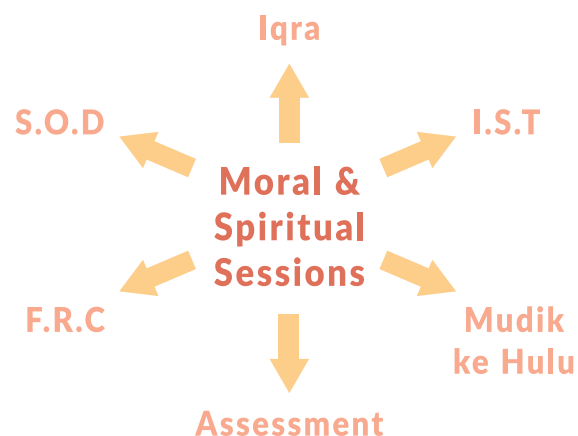 Iqra
S.O.D
I.S.T
Moral &
Spiritual
Sessions
F.R.C
Mudik
ke Hulu
Assessment